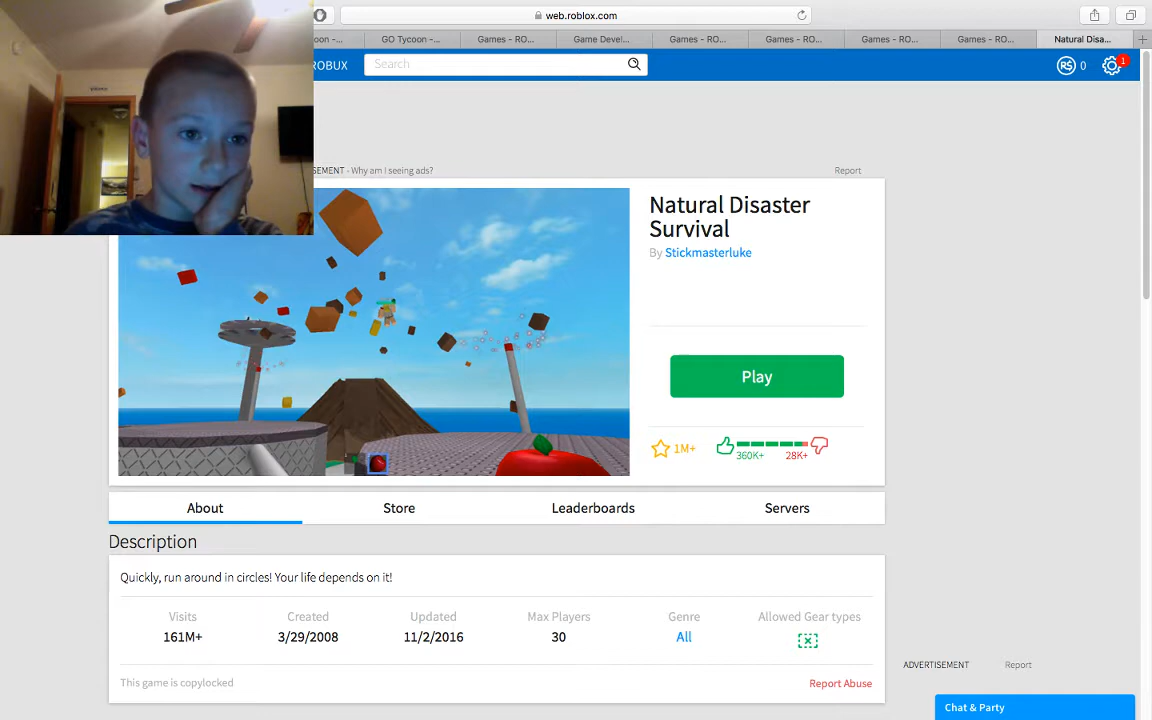 web.roblox.com
oon -...
GO Tycoon -...
Games - RO...
Game Devel...
Games - RO...
Games - RO...
Games - RO...
Games - RO...
Natural Disa...
ROBUX
Search
R$ 0
1
SEMENT - Why am I seeing ads?
Report
Natural Disaster
Survival
By Stickmasterluke
Play
1M+
360K+
28K+
About
Store
Leaderboards
Servers
Description
Quickly, run around in circles! Your life depends on it!
Visits
Created
Updated
Max Players
Genre
Allowed Gear types
161M+
3/29/2008
11/2/2016
30
All
This game is copylocked
Report Abuse
ADVERTISEMENT
Report
Chat & Party